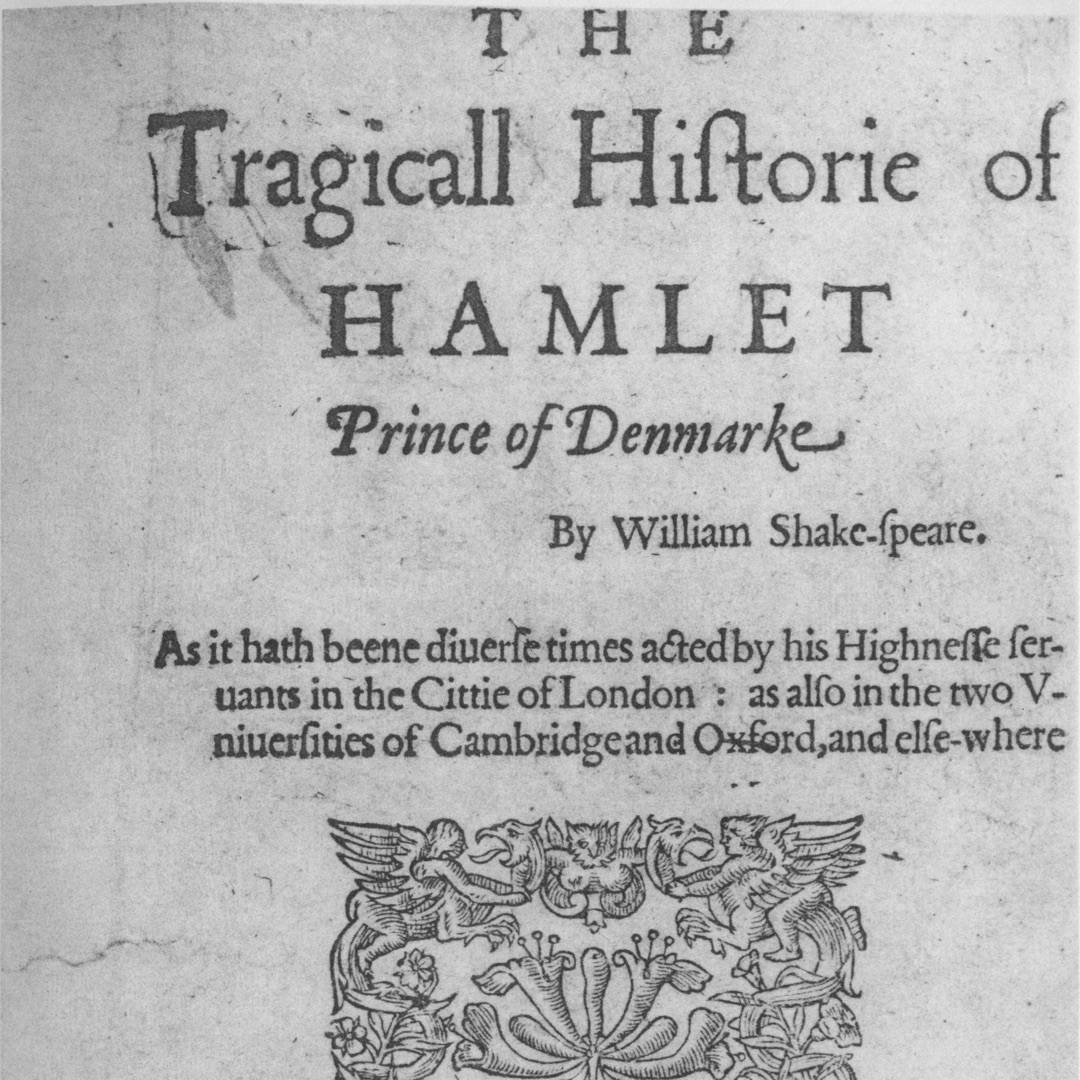 THE
Tragicall Hiſtorie of
HAMLET
Prince of Denmarke
By William Shake-ſpeare.
As it hath beene diuerſe times acted by his Highneſſe ſer-
uants in the Cittie of London : as alſo in the two V-
niuerſities of Cambridge and Oxford, and elſe-where